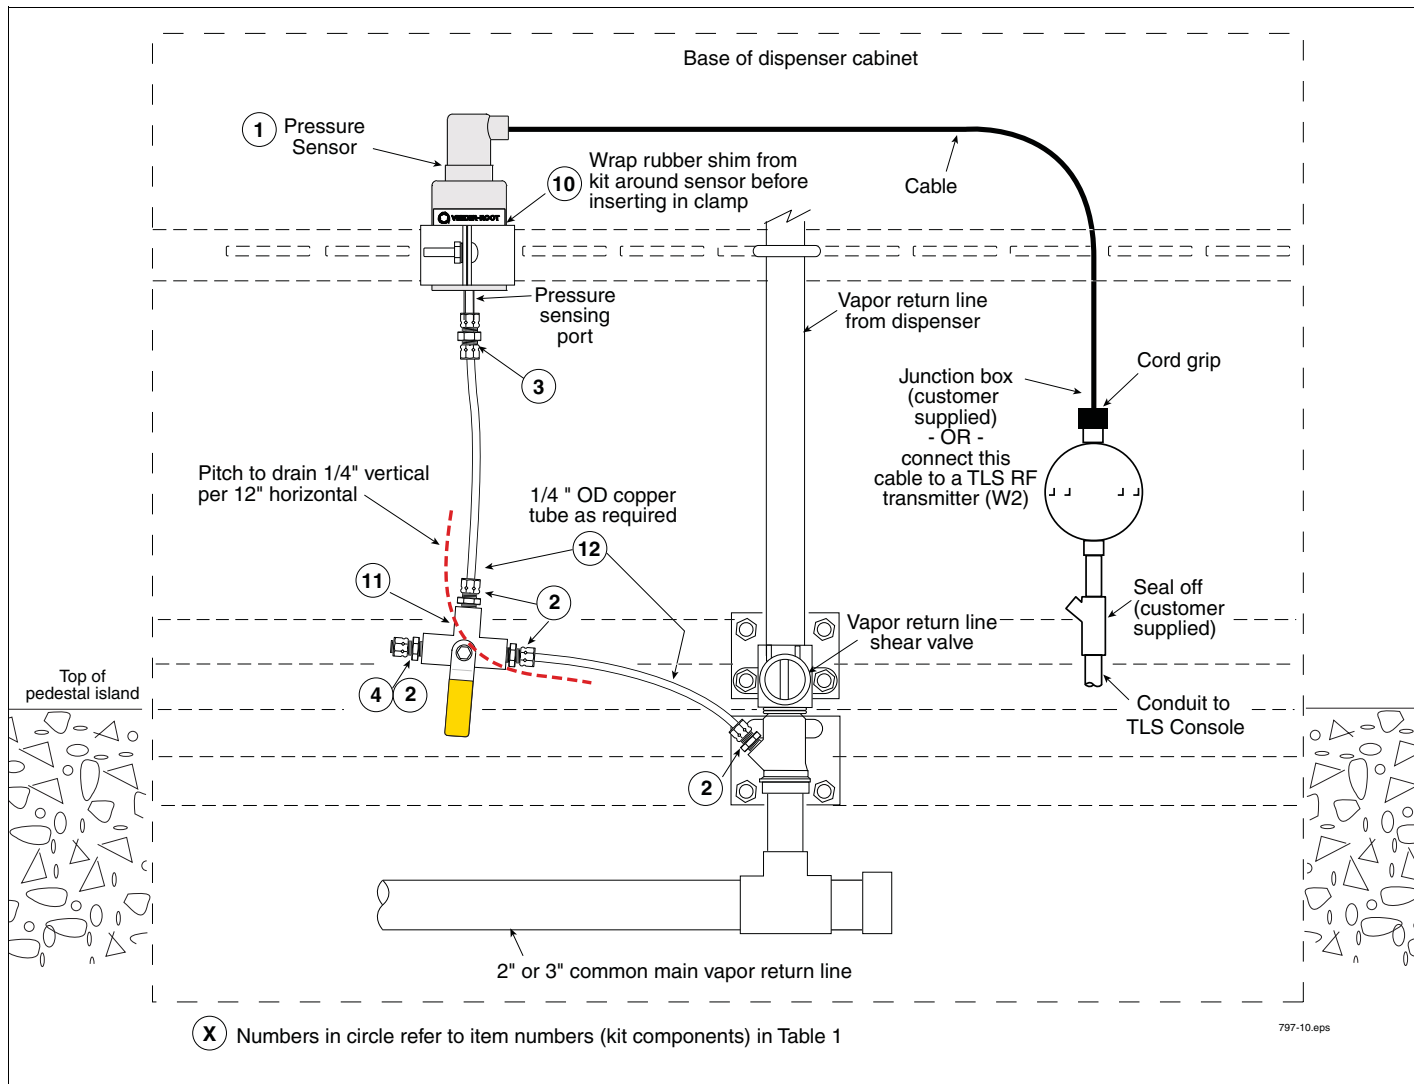 Base of dispenser cabinet
1
Pressure
Sensor
10
Wrap rubber shim from
kit around sensor before
inserting in clamp
Cable
VEEDER-ROOT
Pressure
sensing
port
Vapor return line
from dispenser
3
Junction box
(customer
supplied)
- OR -
connect this
cable to a TLS RF
transmitter (W2)
Cord grip
Pitch to drain 1/4" vertical
per 12" horizontal
1/4 " OD copper
tube as required
12
11
2
Vapor return line
shear valve
Seal off
(customer
supplied)
Top of
pedestal island
4
2
Conduit to
TLS Console
2
2" or 3" common main vapor return line
X
Numbers in circle refer to item numbers (kit components) in Table 1
797-10.eps